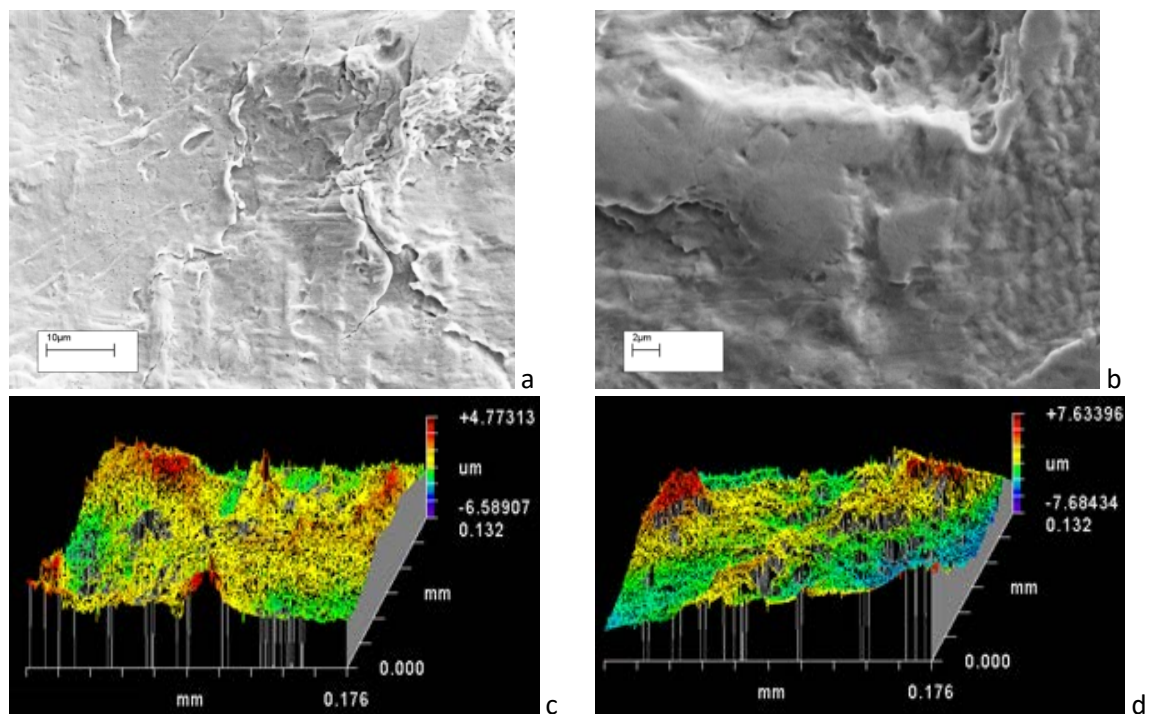 10µm
a
2µm
b
+4.77313
um
-6.58907
0.132
mm
0.000
mm
0.176
c
+7.63396
um
-7.68434
0.132
mm
0.000
mm
0.176
d